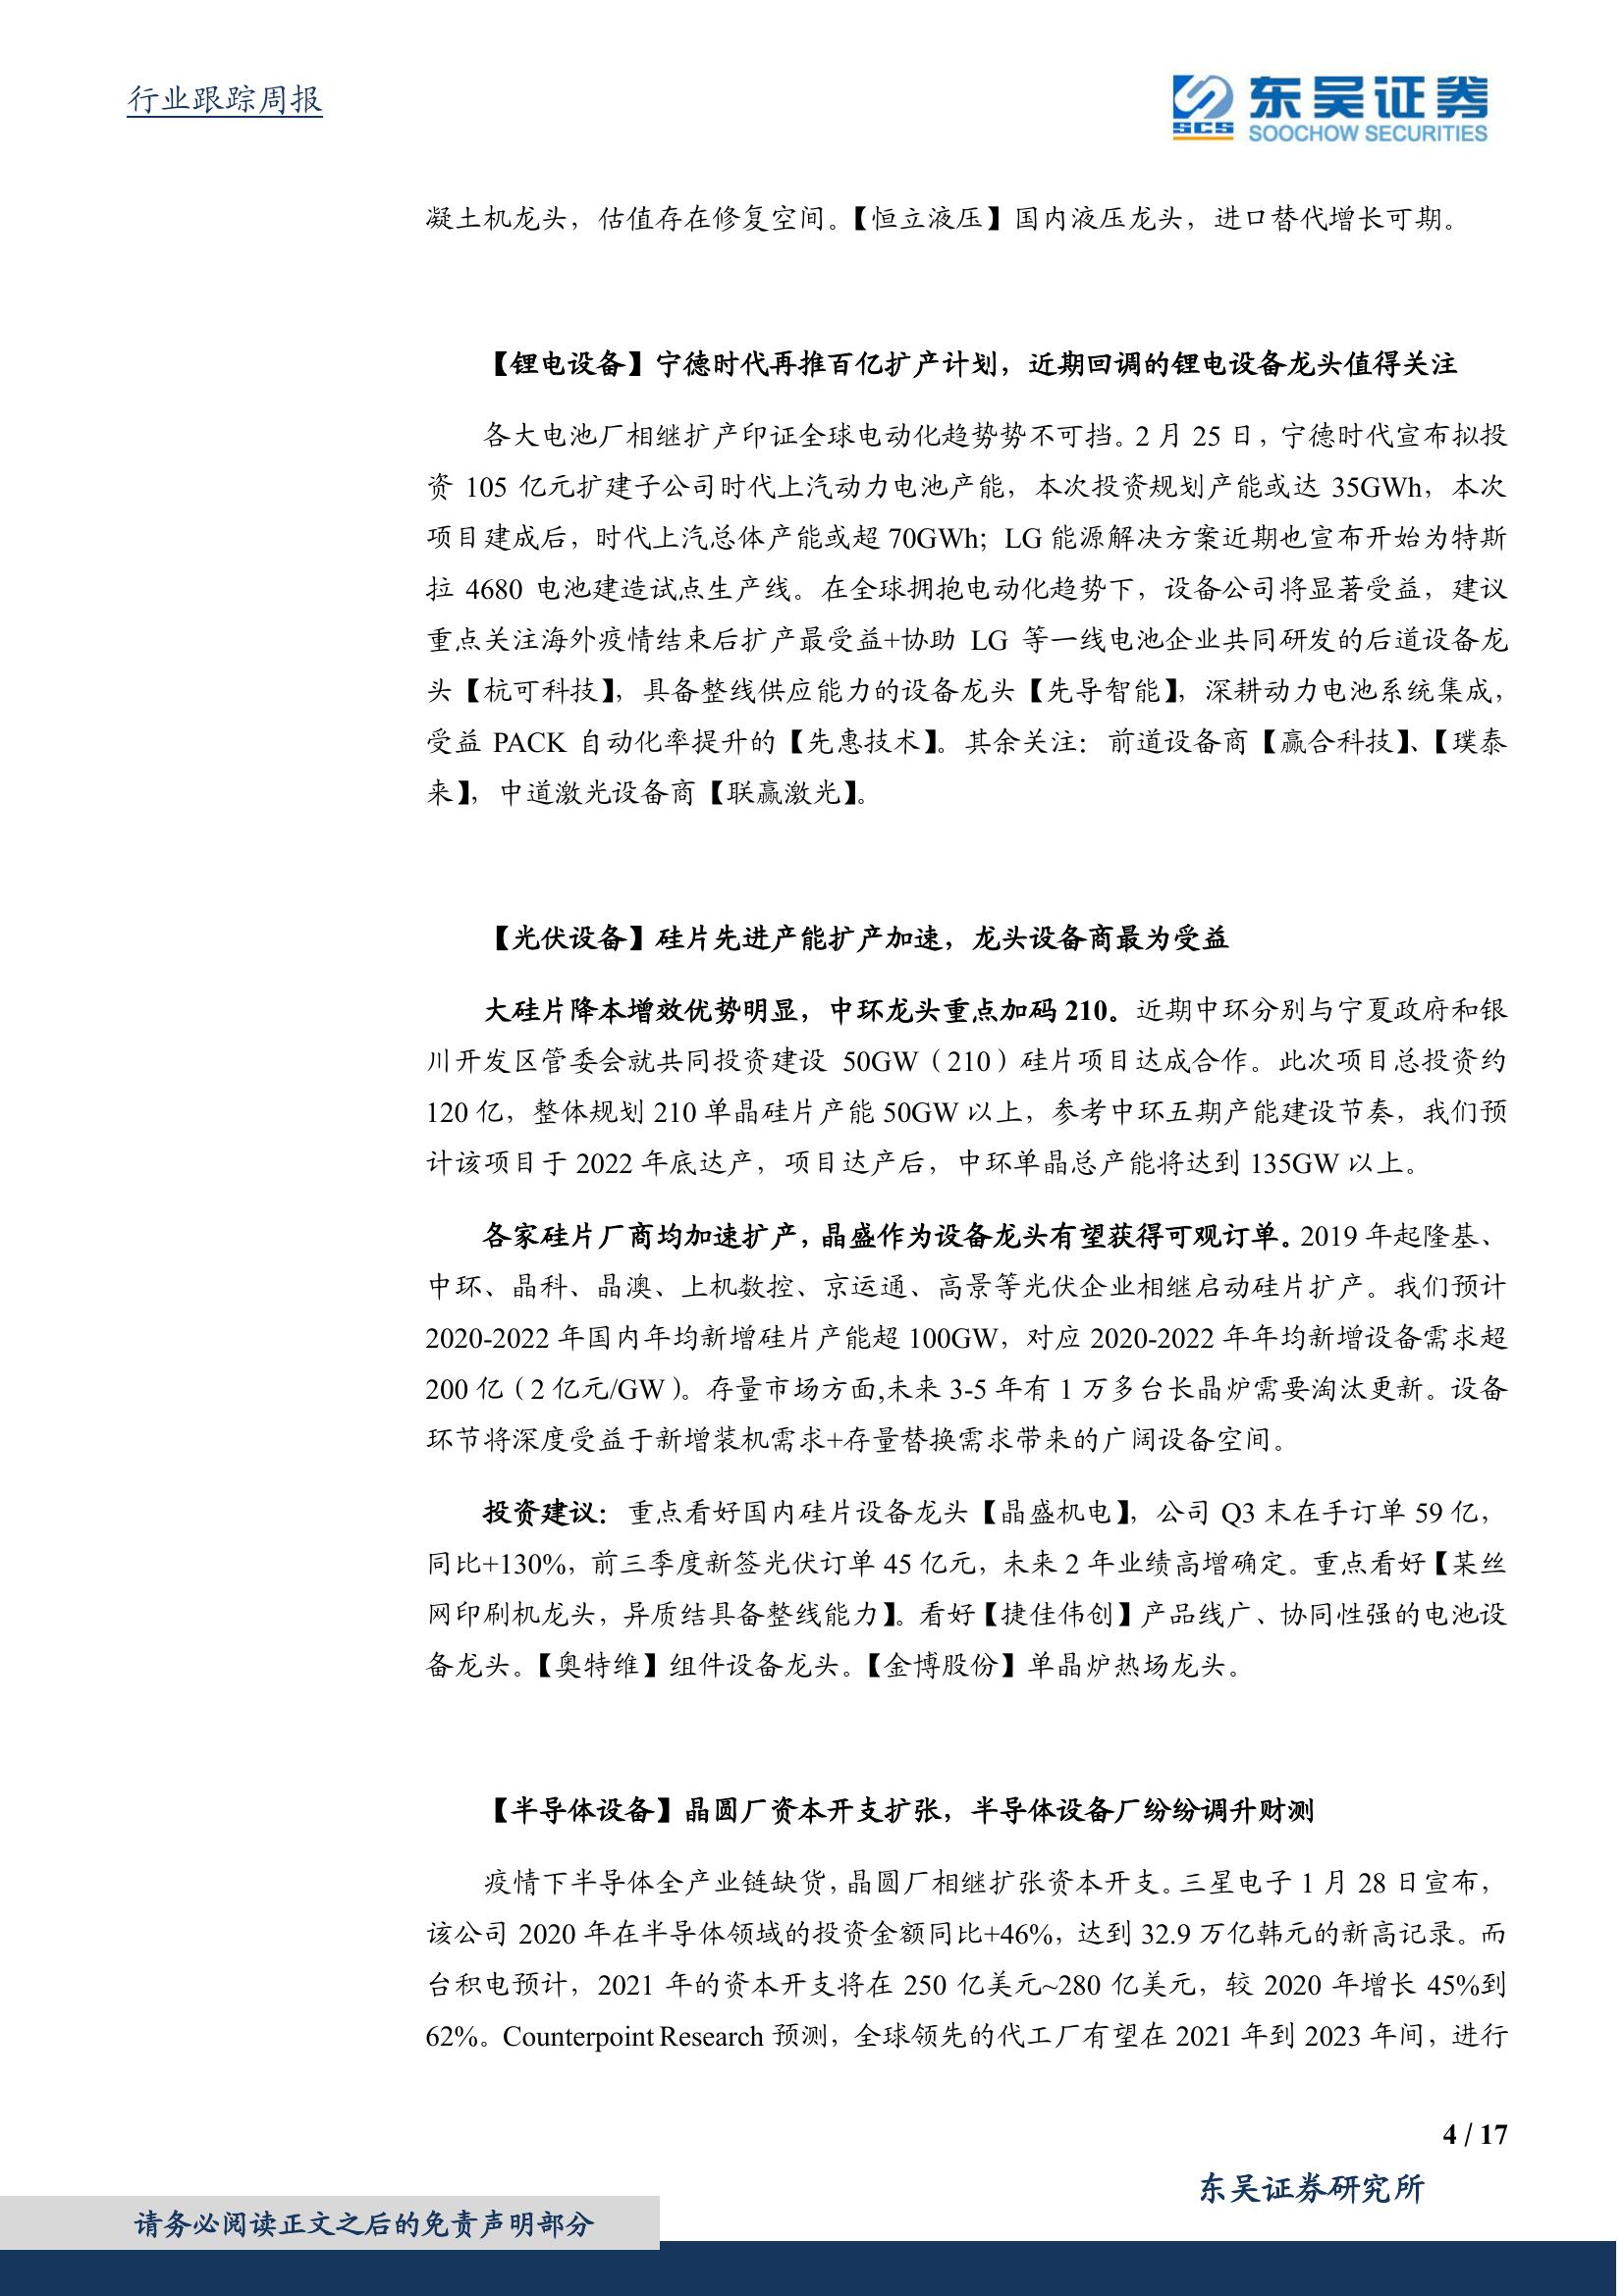 行业跟踪周报
SCS
东吴证券
SOOCHOW SECURITIES
凝土机龙头，估值存在修复空间。【恒立液压】国内液压龙头，进口替代增长可期。
【锂电设备】宁德时代再推百亿扩产计划，近期回调的锂电设备龙头值得关注
各大电池厂相继扩产印证全球电动化趋势势不可挡。2 月 25 日，宁德时代宣布拟投
资 105 亿元扩建子公司时代上汽动力电池产能，本次投资规划产能或达 35GWh，本次
项目建成后，时代上汽总体产能或超 70GWh；LG 能源解决方案近期也宣布开始为特斯
拉 4680 电池建造试点生产线。在全球拥抱电动化趋势下，设备公司将显著受益，建议
重点关注海外疫情结束后扩产最受益+协助 LG 等一线电池企业共同研发的后道设备龙
头【杭可科技】，具备整线供应能力的设备龙头【先导智能】，深耕动力电池系统集成，
受益 PACK 自动化率提升的【先惠技术】。其余关注：前道设备商【赢合科技】、【璞泰
来】，中道激光设备商【联赢激光】。
【光伏设备】硅片先进产能扩产加速，龙头设备商最为受益
大硅片降本增效优势明显，中环龙头重点加码 210。近期中环分别与宁夏政府和银
川开发区管委会就共同投资建设 50GW（210）硅片项目达成合作。此次项目总投资约
120 亿，整体规划 210 单晶硅片产能 50GW 以上，参考中环五期产能建设节奏，我们预
计该项目于 2022 年底达产，项目达产后，中环单晶总产能将达到 135GW 以上。
各家硅片厂商均加速扩产，晶盛作为设备龙头有望获得可观订单。2019 年起隆基、
中环、晶科、晶澳、上机数控、京运通、高景等光伏企业相继启动硅片扩产。我们预计
2020-2022 年国内年均新增硅片产能超 100GW，对应 2020-2022 年年均新增设备需求超
200 亿（2 亿元/GW）。存量市场方面,未来 3-5 年有 1 万多台长晶炉需要淘汰更新。设备
环节将深度受益于新增装机需求+存量替换需求带来的广阔设备空间。
投资建议：重点看好国内硅片设备龙头【晶盛机电】，公司 Q3 末在手订单 59 亿，
同比+130%，前三季度新签光伏订单 45 亿元，未来 2 年业绩高增确定。重点看好【某丝
网印刷机龙头，异质结具备整线能力】。看好【捷佳伟创】产品线广、协同性强的电池设
备龙头。【奥特维】组件设备龙头。【金博股份】单晶炉热场龙头。
【半导体设备】晶圆厂资本开支扩张，半导体设备厂纷纷调升财测
疫情下半导体全产业链缺货，晶圆厂相继扩张资本开支。三星电子 1 月 28 日宣布，
该公司 2020 年在半导体领域的投资金额同比+46%，达到 32.9 万亿韩元的新高记录。而
台积电预计，2021 年的资本开支将在 250 亿美元~280 亿美元，较 2020 年增长 45%到
62%。Counterpoint Research 预测，全球领先的代工厂有望在 2021 年到 2023 年间，进行
4 / 17
东吴证券研究所
请务必阅读正文之后的免责声明部分